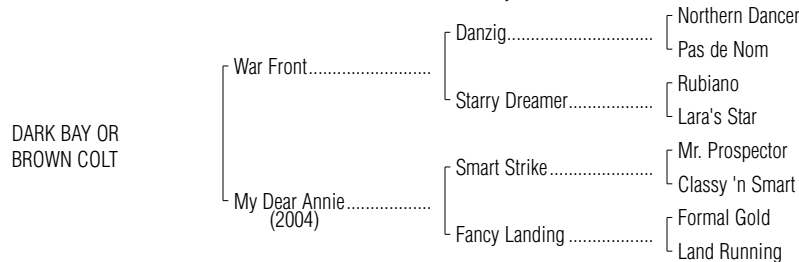 Northern Dancer
Danzig..............................
Pas de Nom
War Front.........................
Rubiano
Starry Dreamer.................
Lara's Star
DARK BAY OR
BROWN COLT
Mr. Prospector
Smart Strike.....................
Classy 'n Smart
My Dear Annie.................
(2004)
Formal Gold
Fancy Landing .................
Land Running